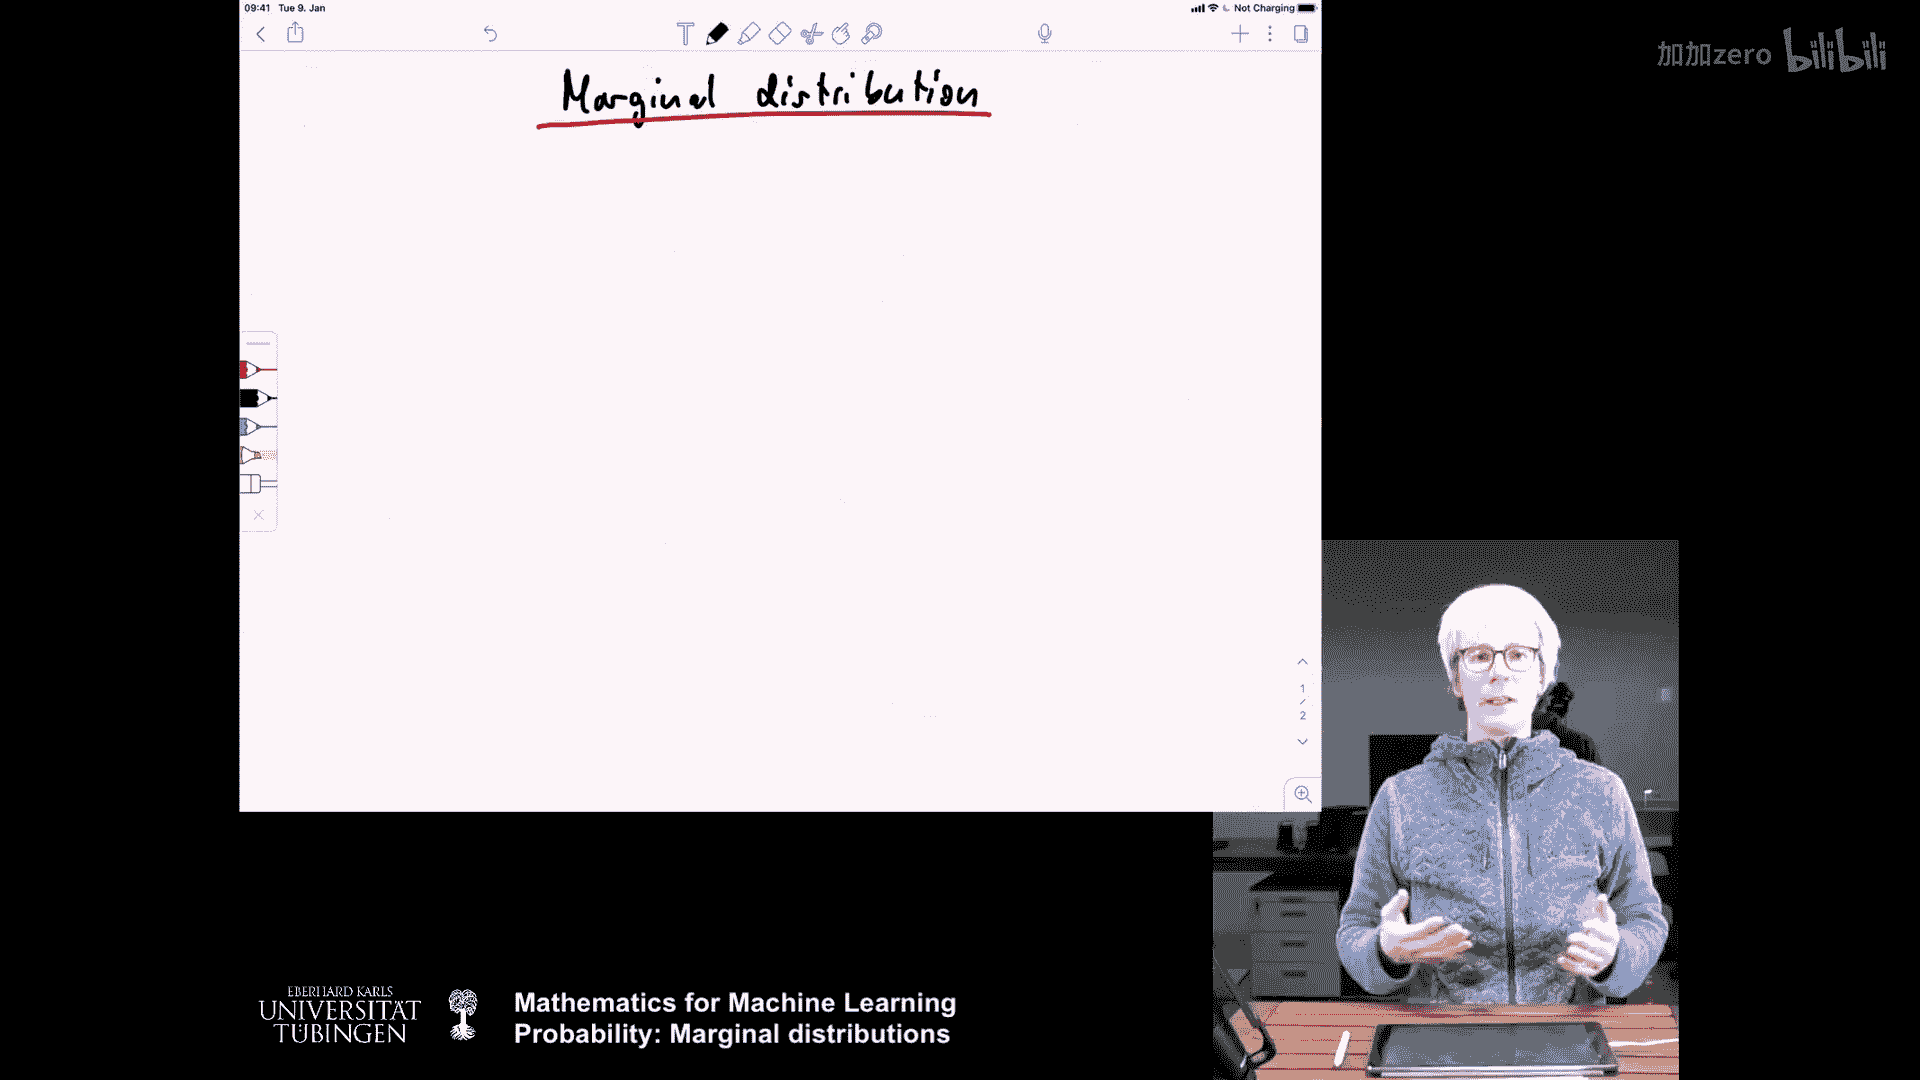 09:41 Tue 9. Jan
Not Charging
加加zero bilibili
Marginal distribution
1
/
2
EBERHARD KARLS
UNIVERSITÄT
TÜBINGEN
Mathematics for Machine Learning
Probability: Marginal distributions